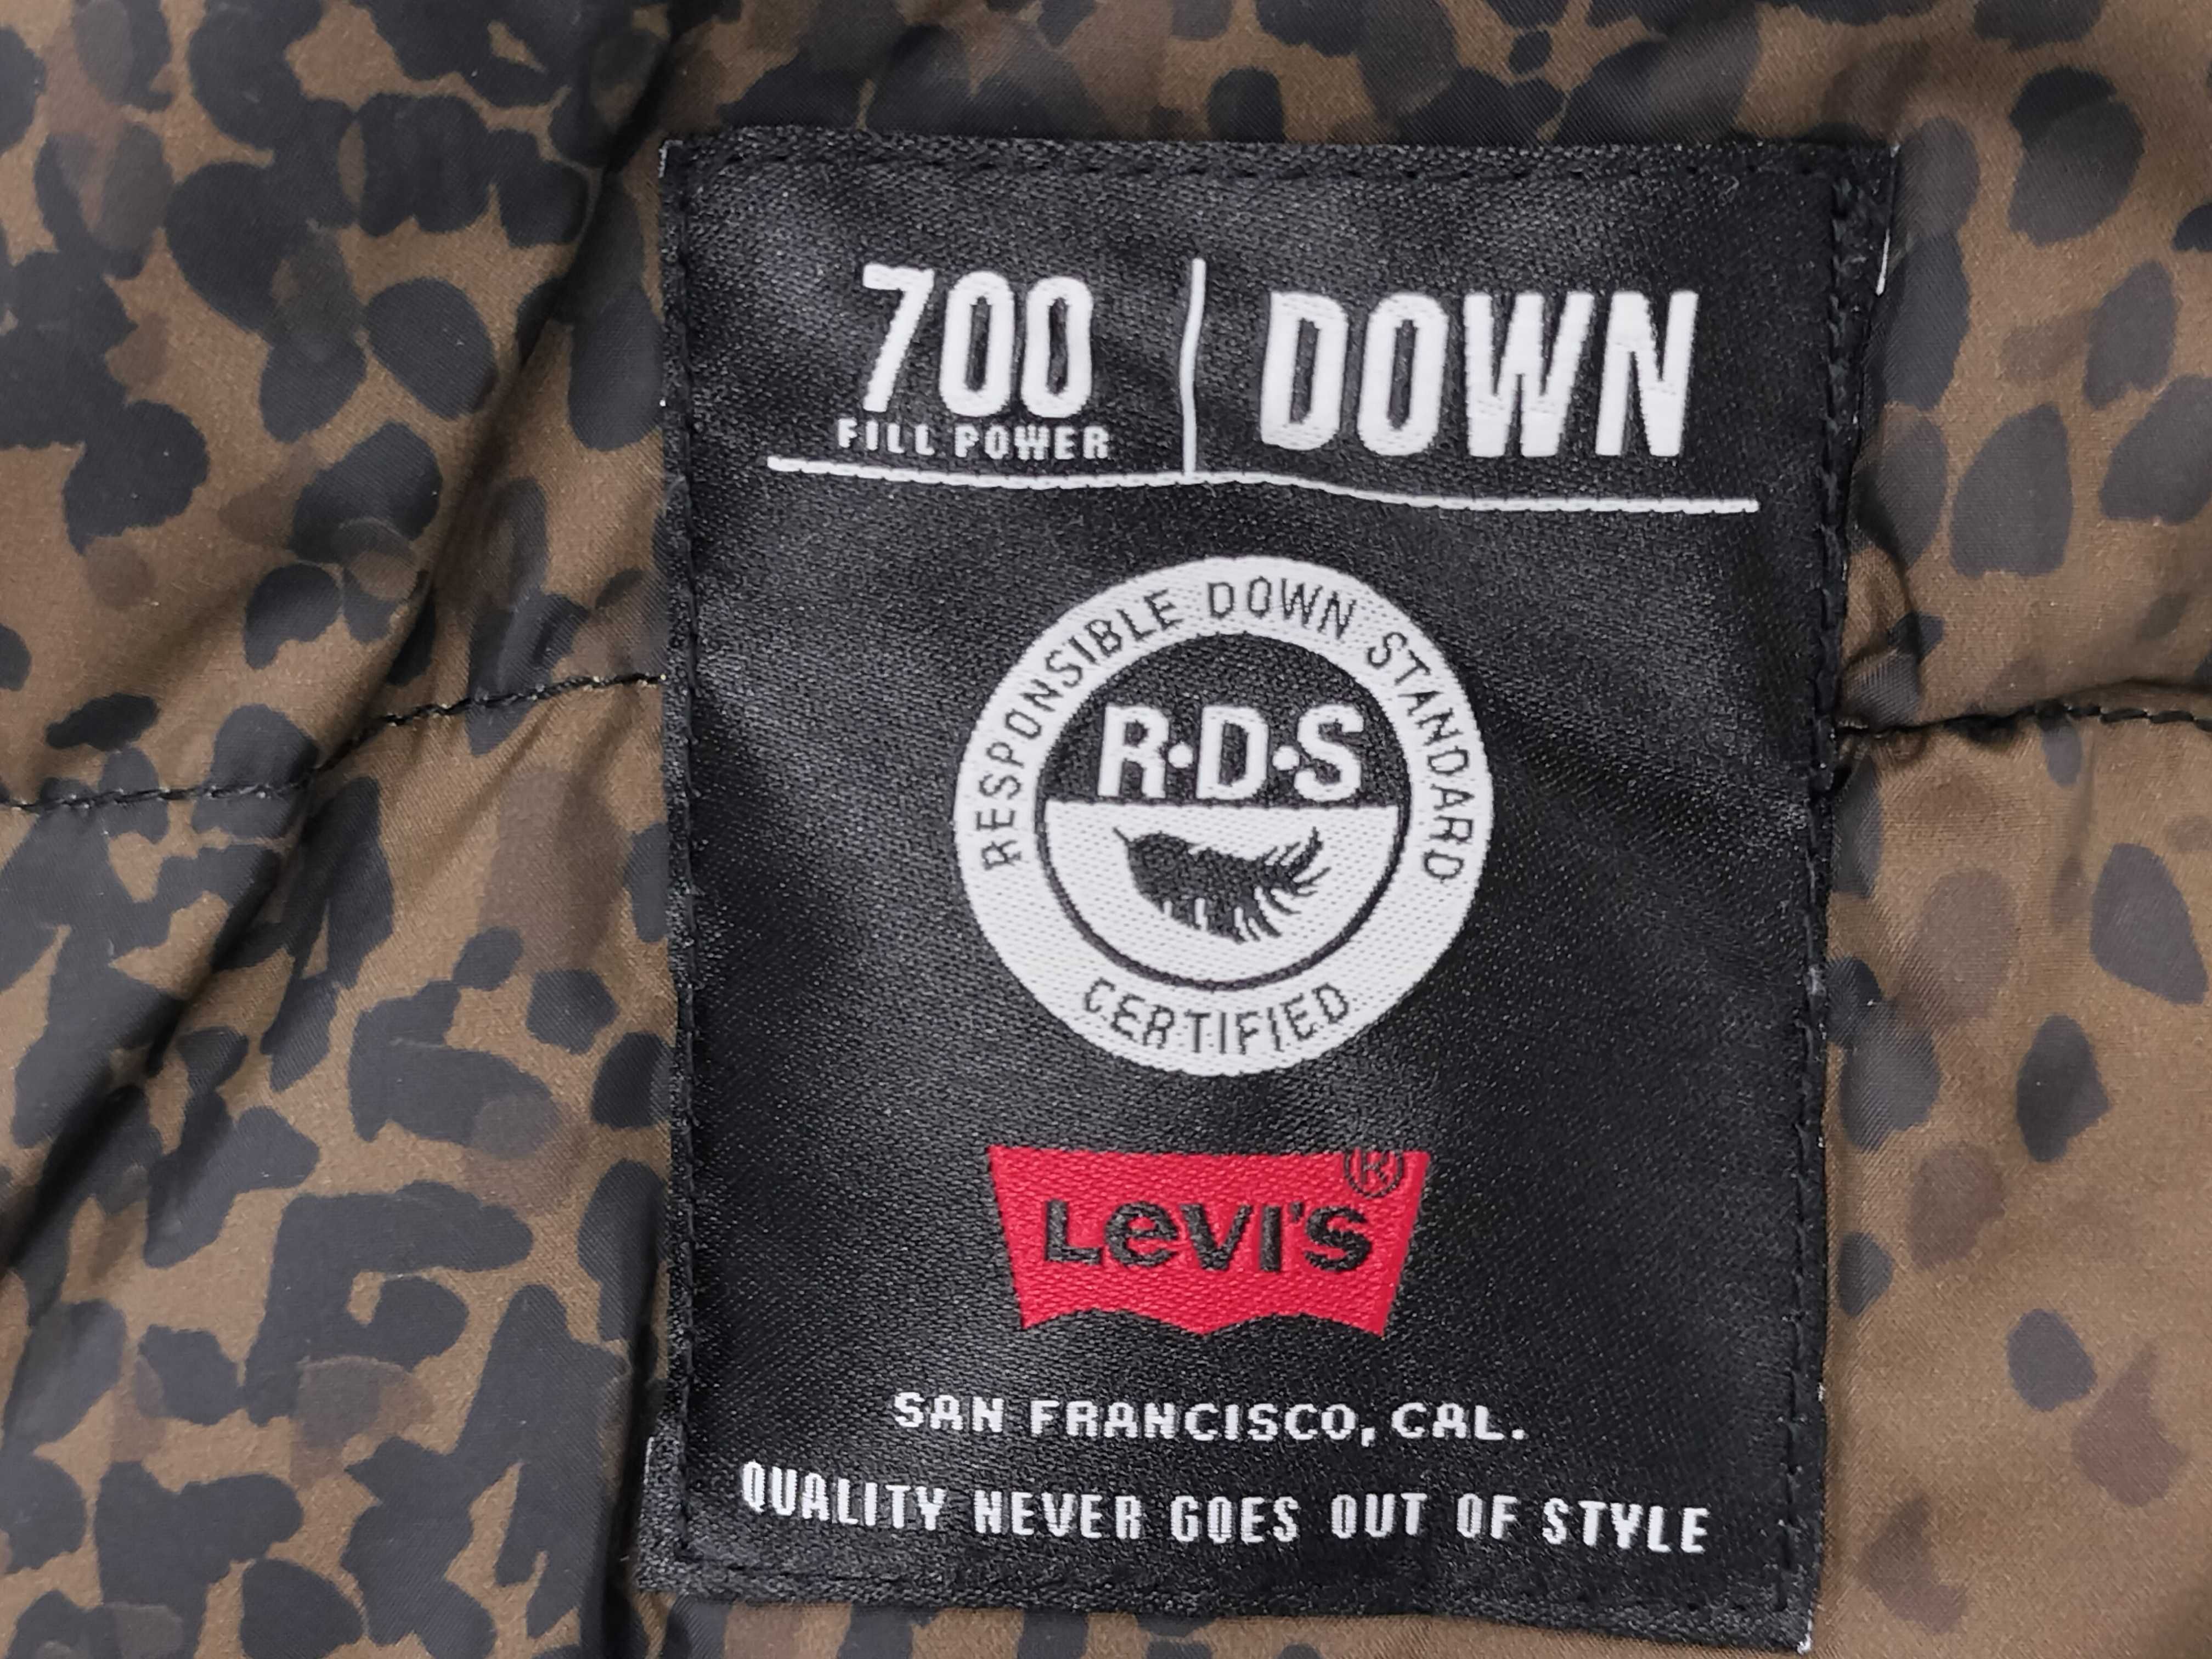 700 | DOWN
FILL POWER
RESPONSIBLE DOWN STANDARD
R·D·S
CERTIFIED
LEVI'S®
SAN FRANCISCO, CAL.
QUALITY NEVER GOES OUT OF STYLE